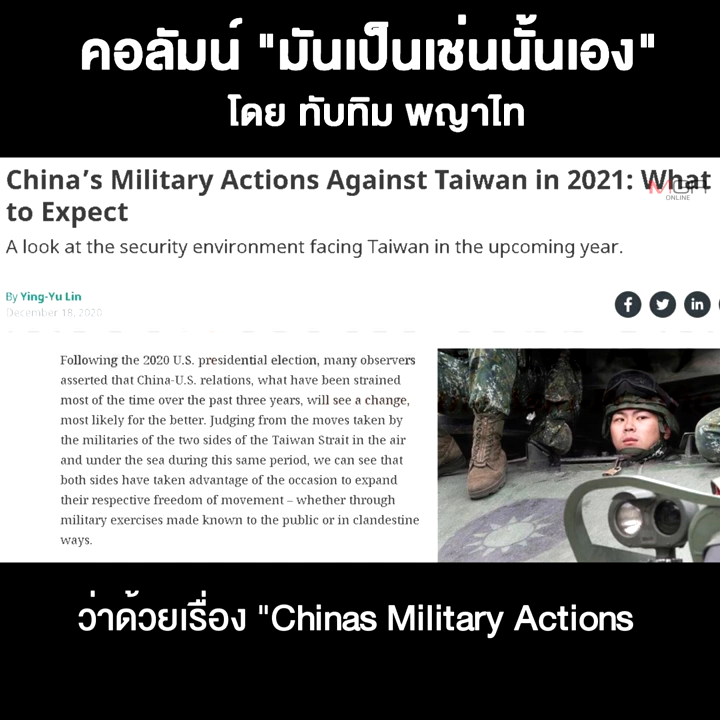 คอลัมน์ "มันเป็นเช่นนั้นเอง"
โดย ทับทิม พญาไท
China's Military Actions Against Taiwan in 2021: What
to Expect
MGR
ONLINE
A look at the security environment facing Taiwan in the upcoming year.
By Ying-Yu Lin
December 18, 2020
Following the 2020 U.S. presidential election, many observers
asserted that China-U.S. relations, what have been strained
most of the time over the past three years, will see a change,
most likely for the better. Judging from the moves taken by
the militaries of the two sides of the Taiwan Strait in the air
and under the sea during this same period, we can see that
both sides have taken advantage of the occasion to expand
their respective freedom of movement – whether through
military exercises made known to the public or in clandestine
ways.
ว่าด้วยเรื่อง "Chinas Military Actions